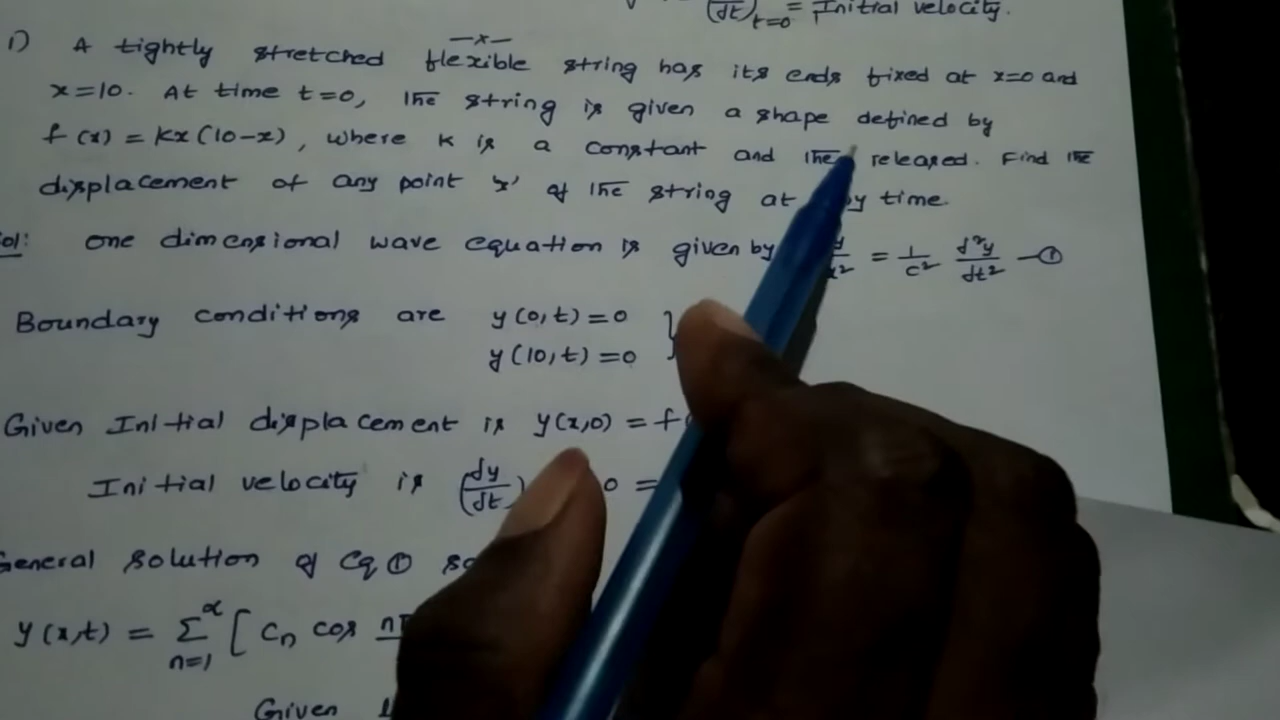 (dy/dt)t=0 = Initial velocity.
—x—
1) A tightly stretched flexible string has its ends fixed at x=0 and
x=10. At time t=0, the string is given a shape defined by
f(x) = kx(10-x), where k is a constant and the released. Find the
displacement of any point 'x' of the string at by time.
Sol: One dimensional wave equation is given by = 1/c² d²y/dt² —①
Boundary conditions are y(0,t)=0 }
y(10,t)=0
Given Initial displacement is y(x,0) = f(
Initial velocity is (dy/dt) 0 =
General solution of Eq ①
y(x,t) = Σ n=1 α [ Cn cos
Given